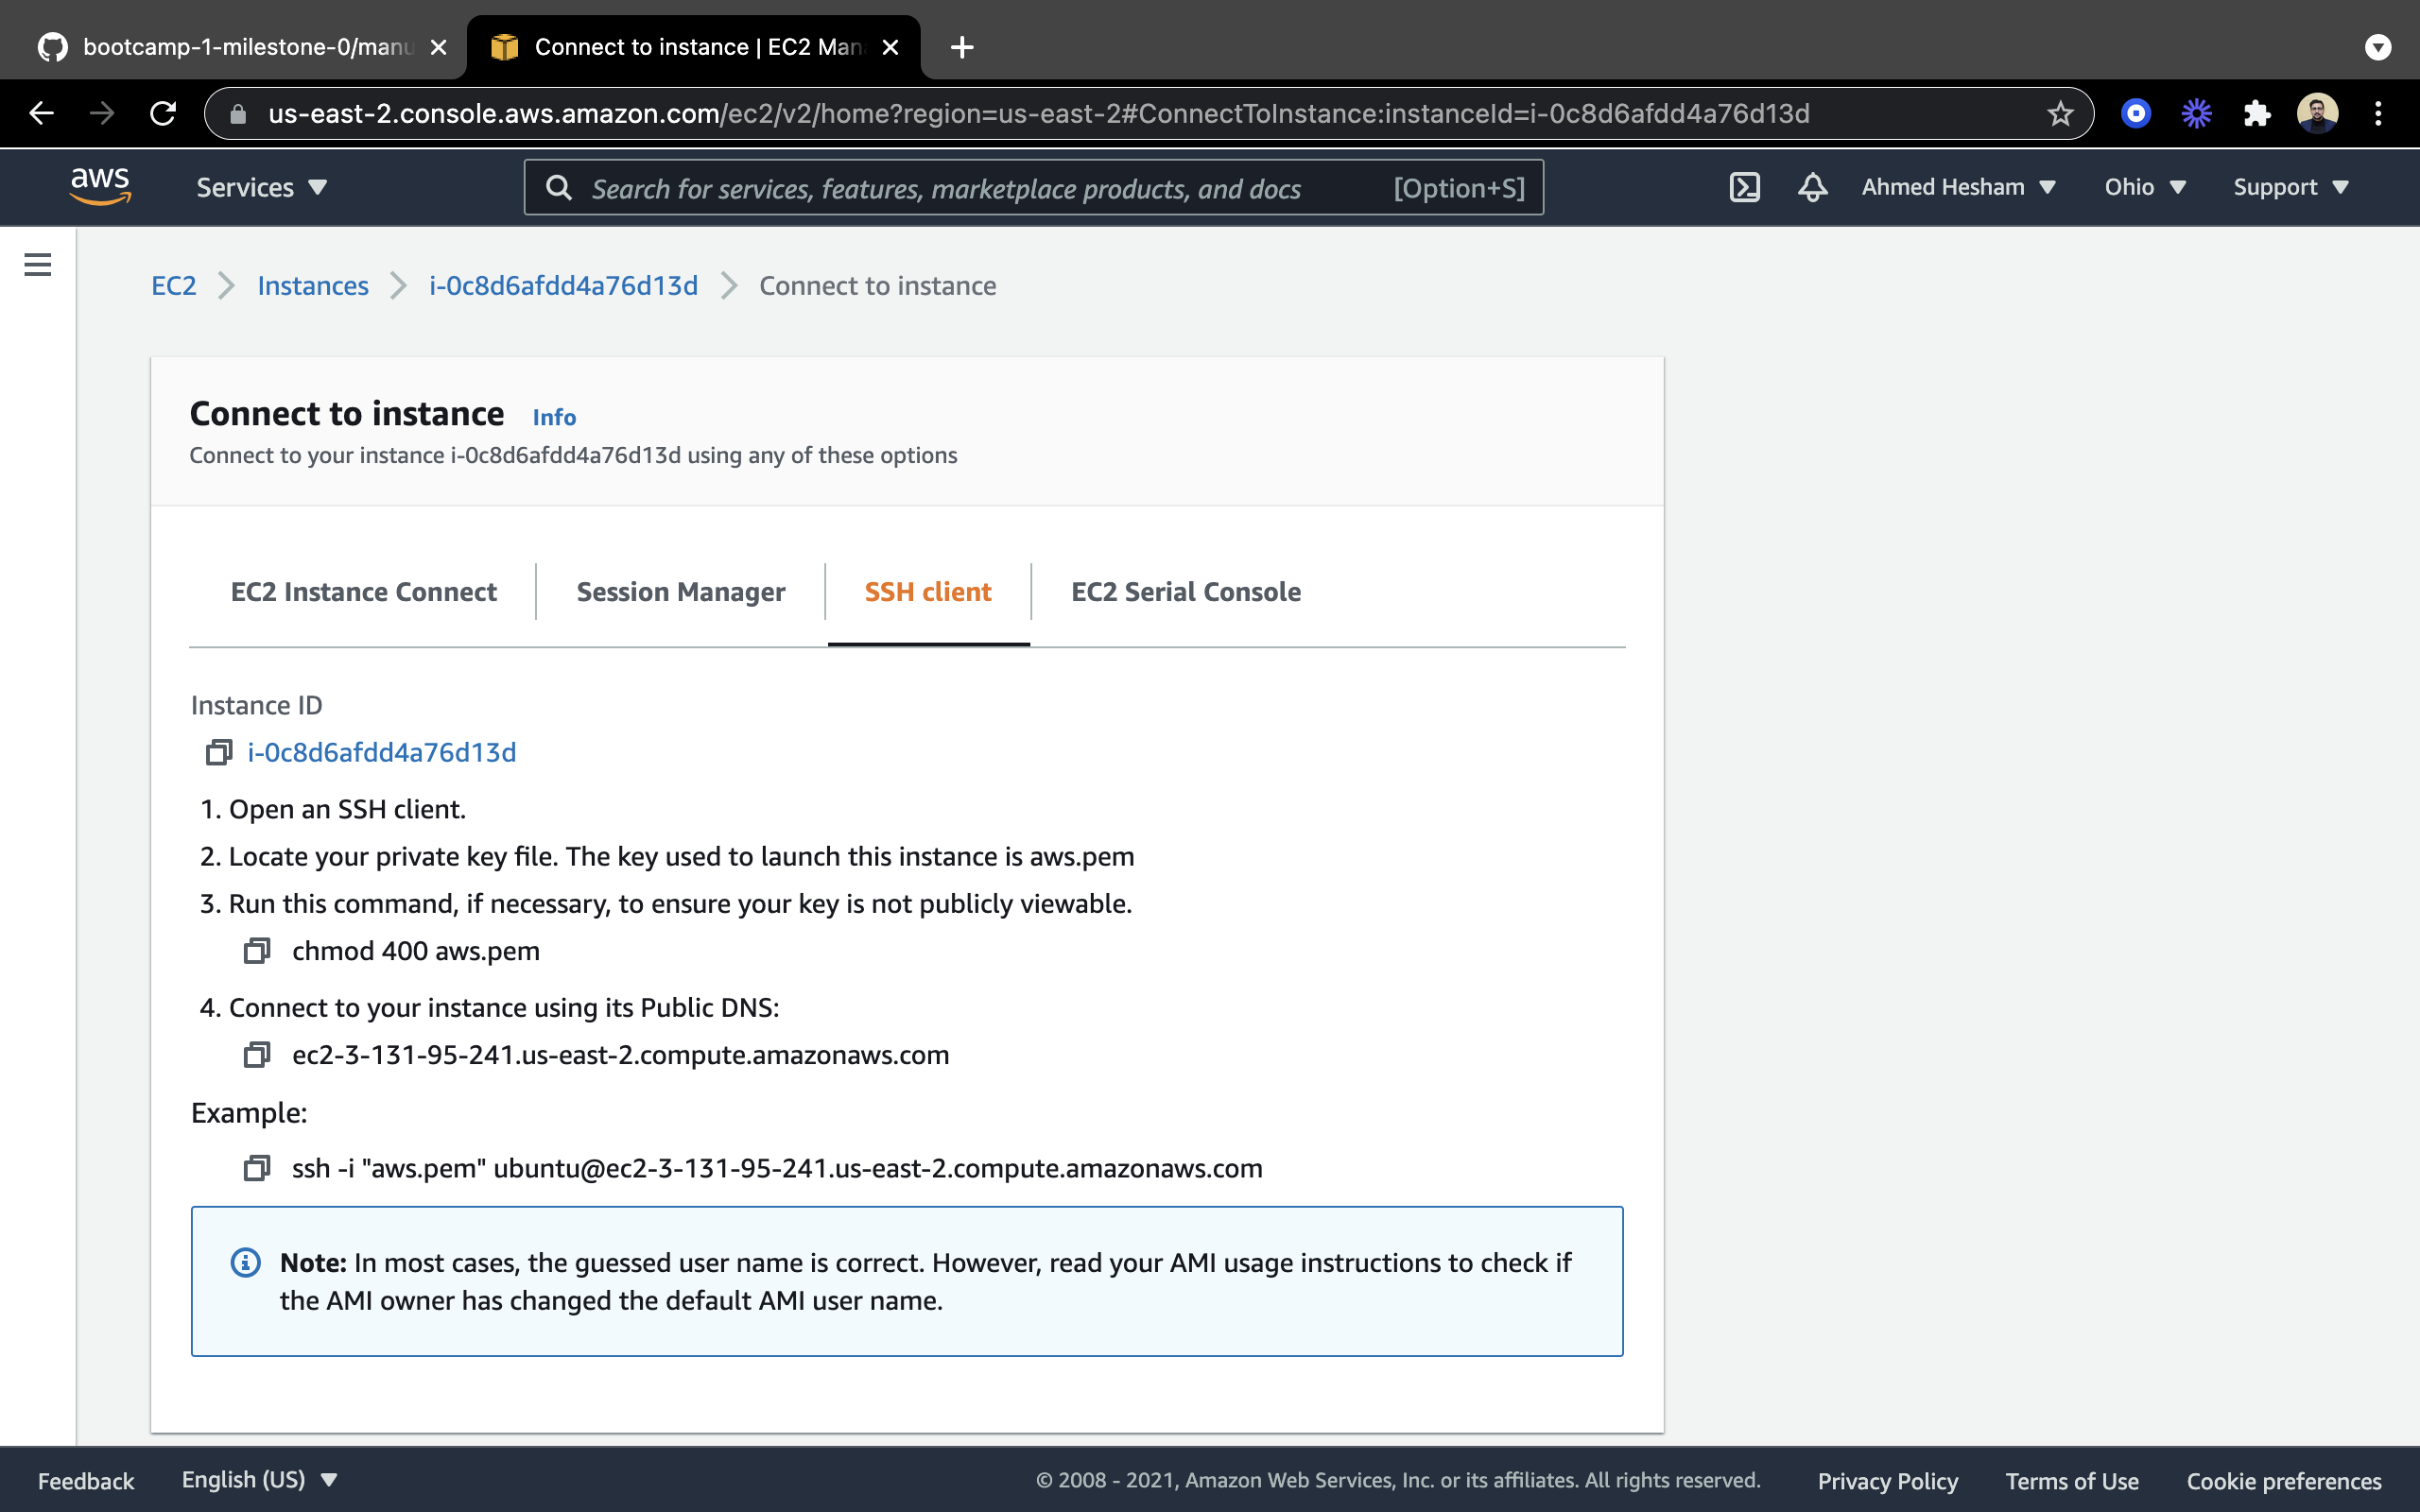 bootcamp-1-milestone-0/manu
Connect to instance | EC2 Man
us-east-2.console.aws.amazon.com/ec2/v2/home?region=us-east-2#ConnectToInstance:instanceId=i-0c8d6afdd4a76d13d
aws
Services
Search for services, features, marketplace products, and docs
[Option+S]
Ahmed Hesham
Ohio
Support
EC2
Instances
i-0c8d6afdd4a76d13d
Connect to instance
Connect to instance Info
Connect to your instance i-0c8d6afdd4a76d13d using any of these options
EC2 Instance Connect
Session Manager
SSH client
EC2 Serial Console
Instance ID
i-0c8d6afdd4a76d13d
1. Open an SSH client.
2. Locate your private key file. The key used to launch this instance is aws.pem
3. Run this command, if necessary, to ensure your key is not publicly viewable.
chmod 400 aws.pem
4. Connect to your instance using its Public DNS:
ec2-3-131-95-241.us-east-2.compute.amazonaws.com
Example:
ssh -i "aws.pem" ubuntu@ec2-3-131-95-241.us-east-2.compute.amazonaws.com
Note: In most cases, the guessed user name is correct. However, read your AMI usage instructions to check if
the AMI owner has changed the default AMI user name.
Feedback
English (US)
© 2008 - 2021, Amazon Web Services, Inc. or its affiliates. All rights reserved.
Privacy Policy
Terms of Use
Cookie preferences